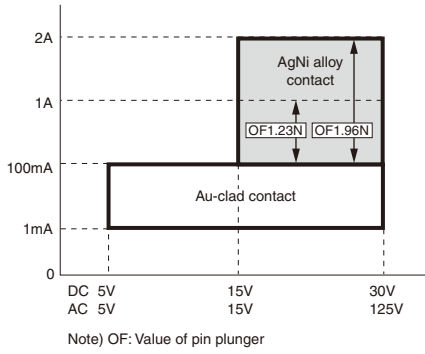 2A
AgNi alloy
contact
1A
OF1.23N OF1.96N
100mA
Au-clad contact
1mA
0
DC 5V 15V 30V
AC 5V 15V 125V
Note) OF: Value of pin plunger